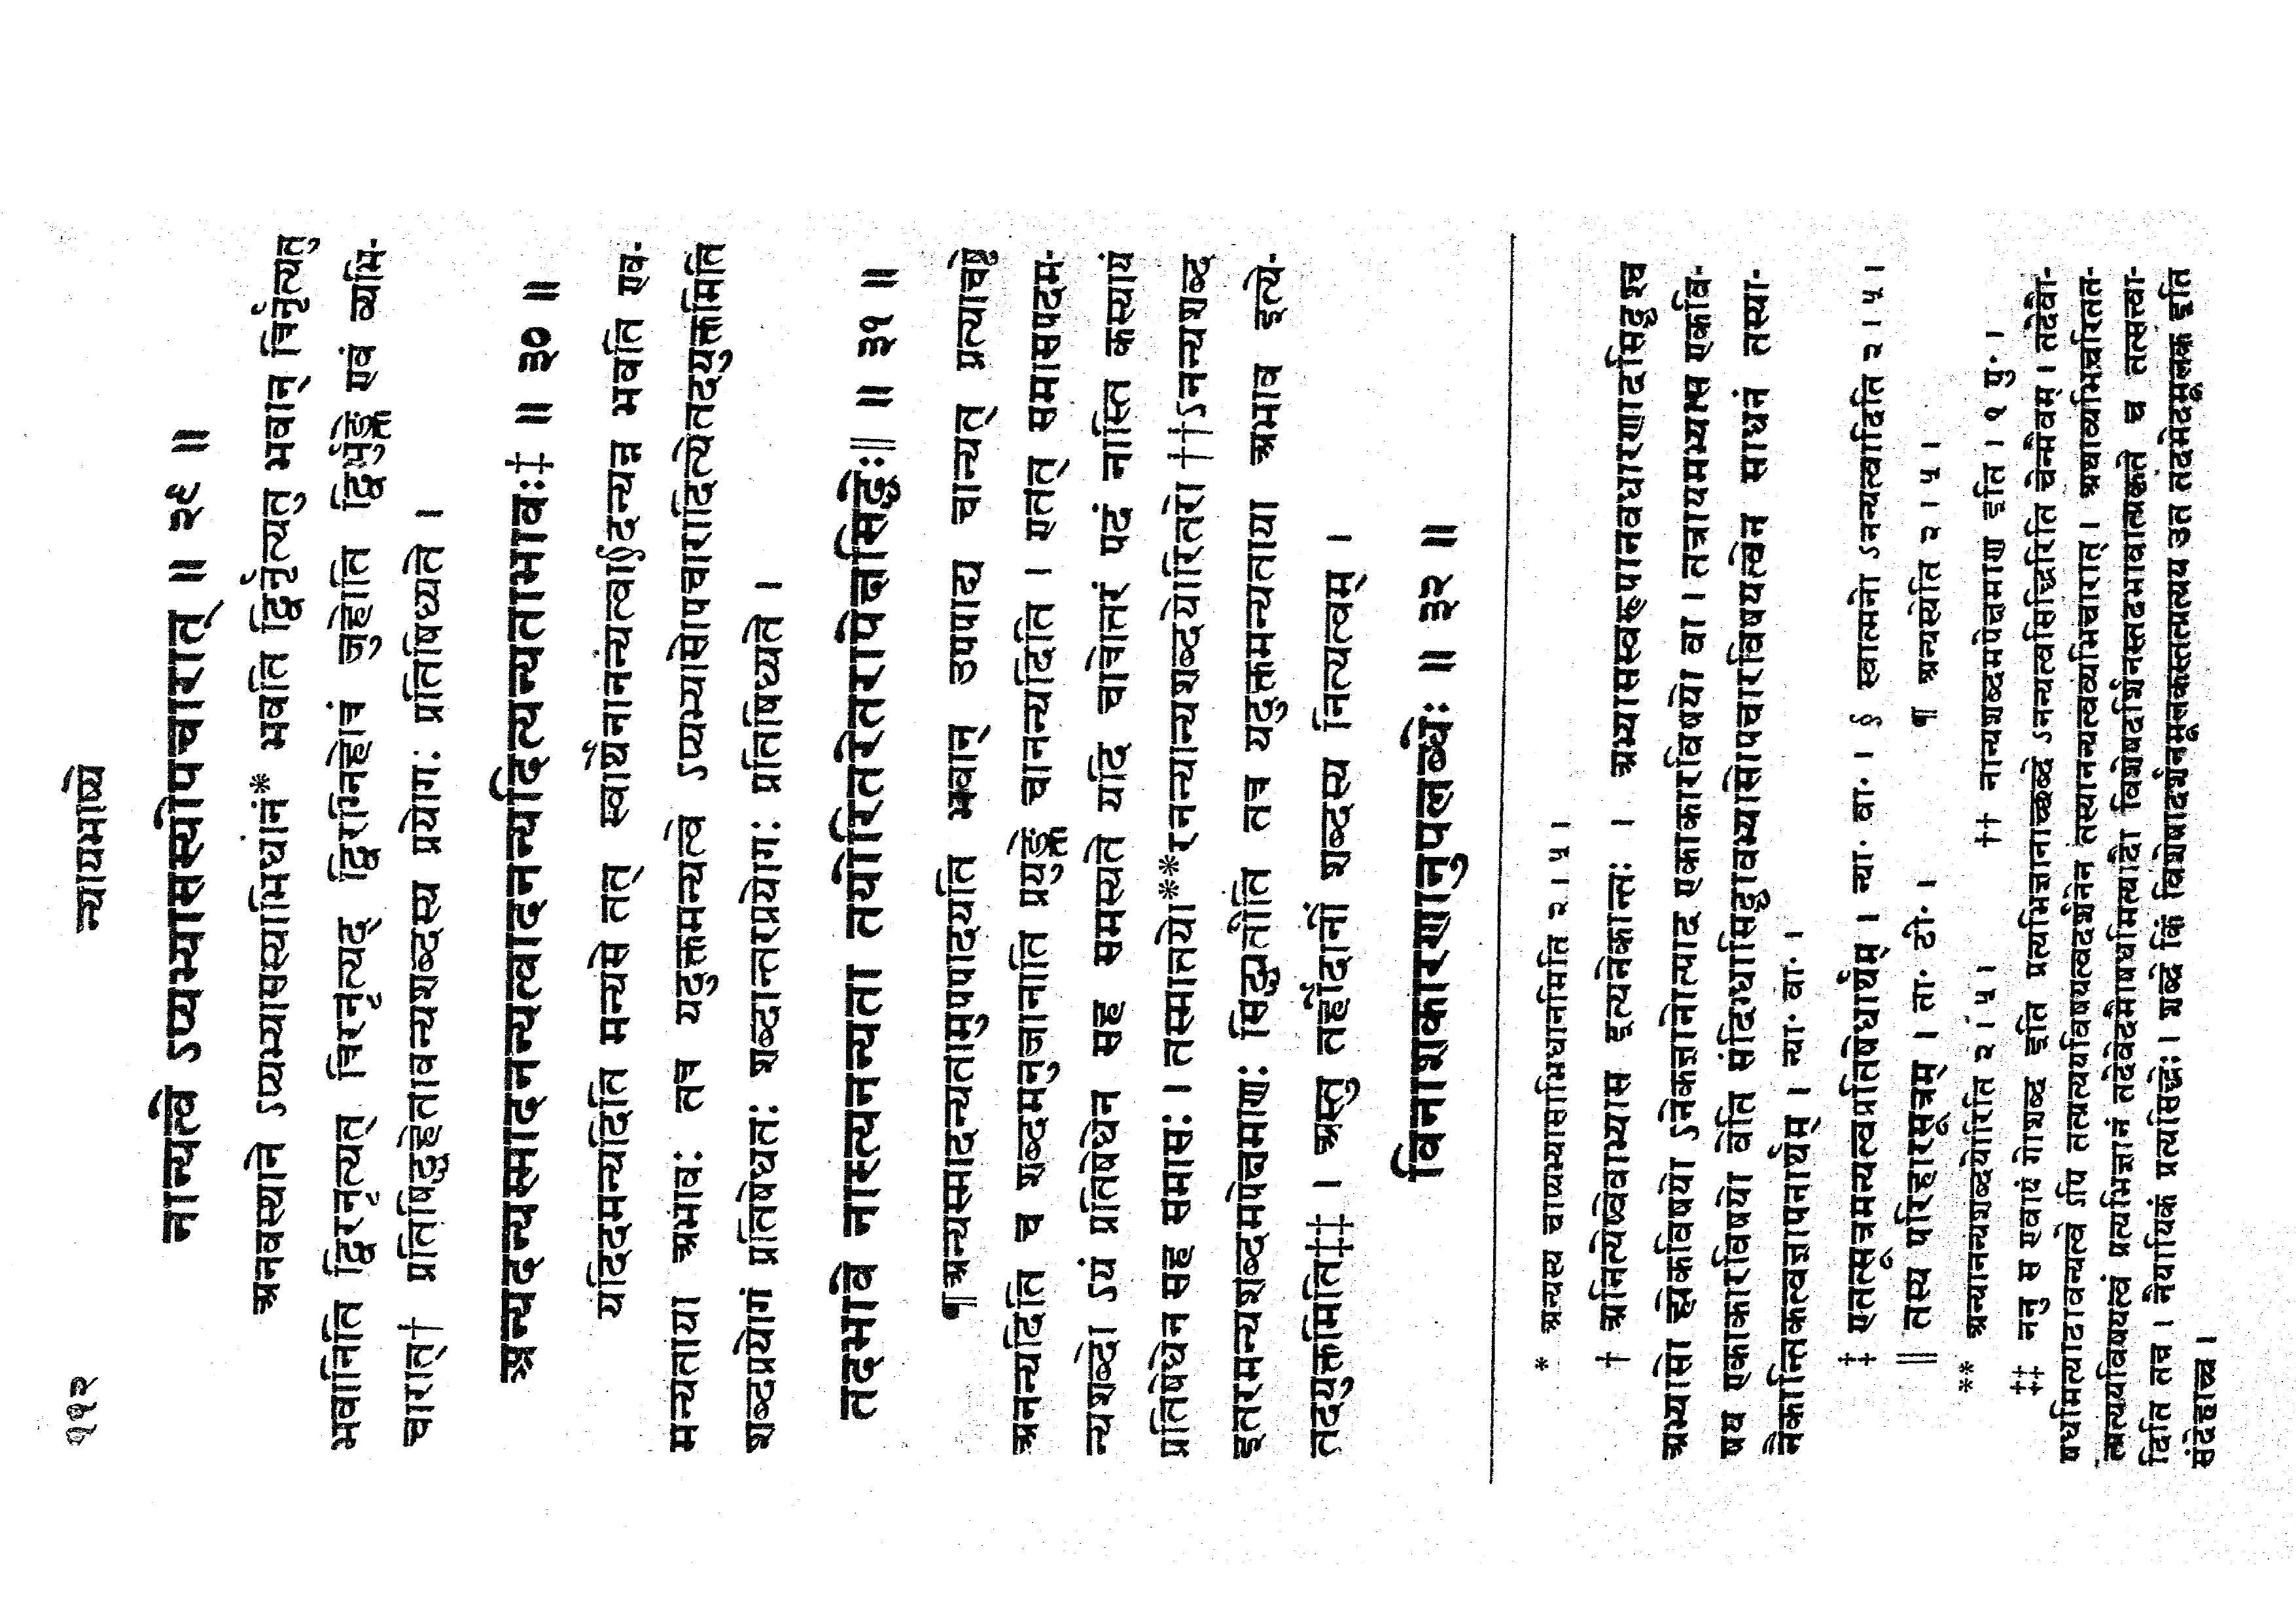 ११२
न्यायभाष्ये
नान्यत्वे ऽप्यभ्यासस्योपचारात् ॥ २९ ॥
अनवस्थाने ऽप्यभ्यासस्याभिधानं* भवति द्विर्नृत्यतु भवान् त्रिर्नृत्यतु
भवानिति द्विरनृत्यत् त्रिरनृत्यद् द्विरग्निहोत्रं जुहोति द्विर्भुङ्क्ते एवं व्यभि-
चारात्† प्रतिषिद्धहेतावन्यशब्दस्य प्रयोगः प्रतिषिध्यते ।
अन्यदन्यस्मादनन्यत्वादनन्यदित्यन्यताभावः‡ ॥ ३० ॥
यदिदमन्यदिति मन्यसे तत् स्वार्थेनानन्यत्वा§दन्यन्न भवति एव-
मन्यताया अभावः तत्र यदुक्तमन्यत्वे ऽप्यभ्यासोपचारादित्येतदयुक्तमिति
शब्दप्रयोगं प्रतिषेधतः शब्दान्तरप्रयोगः प्रतिषिध्यते ।
तदभावे नास्त्यनन्यता तयोरितरेतरापेक्षसिद्धेः‖ ॥ ३१ ॥
¶अन्यस्मादन्यतामुपपादयति भवान् उपपाद्य चान्यत् प्रत्याचष्टे
अनन्यदिति च शब्दमनुजानाति प्रयुङ्क्ते चानन्यदिति । एतत् समासपदम-
न्यशब्दो ऽयं प्रतिषेधेन सह समस्यते यदि चात्रोत्तरं पदं नास्ति कस्यायं
प्रतिषेधेन सह समासः । तस्मात्तयो**रनन्यान्यशब्दयोरितरो ††ऽनन्यशब्द
इतरमन्यशब्दमपेक्षमाणः सिद्ध्यतीति तत्र यदुक्तमन्यताया अभाव इत्ये-
तदयुक्तमिति‡‡ । अस्तु तर्हीदानीं शब्दस्य नित्यत्वम् ।
विनाशकारणानुपलब्धेः ॥ ३२ ॥
* अन्यस्य चाप्यभ्यासाभिधानमिति २ । ५ ।
† अनित्येष्वेवाभ्यास इत्यनेकान्तः । अभ्यासस्वरूपानवधारणादसिद्धश्च
अभ्यासो ह्येकविषयो ऽनेकज्ञानोत्पाद एकाकारविषयो वा । तत्रायमभ्यास एकवि-
षय एकाकारविषयो वेति संदिग्धासिद्धावभ्यासोपचारविषयत्वेन साधनं तस्या-
नैकान्तिकत्वज्ञापनार्थम् । न्या॰ वा॰ ।
‡ एतत्सूत्रमन्यत्वप्रतिषेधार्थम् । न्या॰ वा॰ । § स्वात्मनो ऽनन्यत्वादिति २ । ५ ।
‖ तस्य परिहारसूत्रम् । ता॰ टी॰ । ¶ अन्यस्येति २ । ५ ।
** अन्यानन्यशब्दयोरिति २ । ५ । †† नान्यशब्दमपेक्षमाण इति । १ पु॰ ।
‡‡ ननु स एवायं गोशब्द इति प्रत्यभिज्ञानाच्छब्दे ऽनन्यत्वसिद्धिरिति चेन्मैवम् । तदेवौ-
षधमित्यादावन्यत्वे ऽपि तत्प्रत्ययविषयत्वदर्शनेन तस्यानन्यत्वव्यभिचारात् । अथाव्यभिचरितत-
त्प्रत्ययविषयत्वं प्रत्यभिज्ञानं तदेवेदमौषधमित्यादौ विशेषदर्शिनस्तदभावात्प्रकृते च तत्सत्त्वा-
दिति तत्र । नैयायिकं प्रत्यसिद्धेः । शब्दे किं विशेषादर्शनमूलकस्तत्प्रत्यय उत तदभेदमूलक इति
संदेहाच्च ।